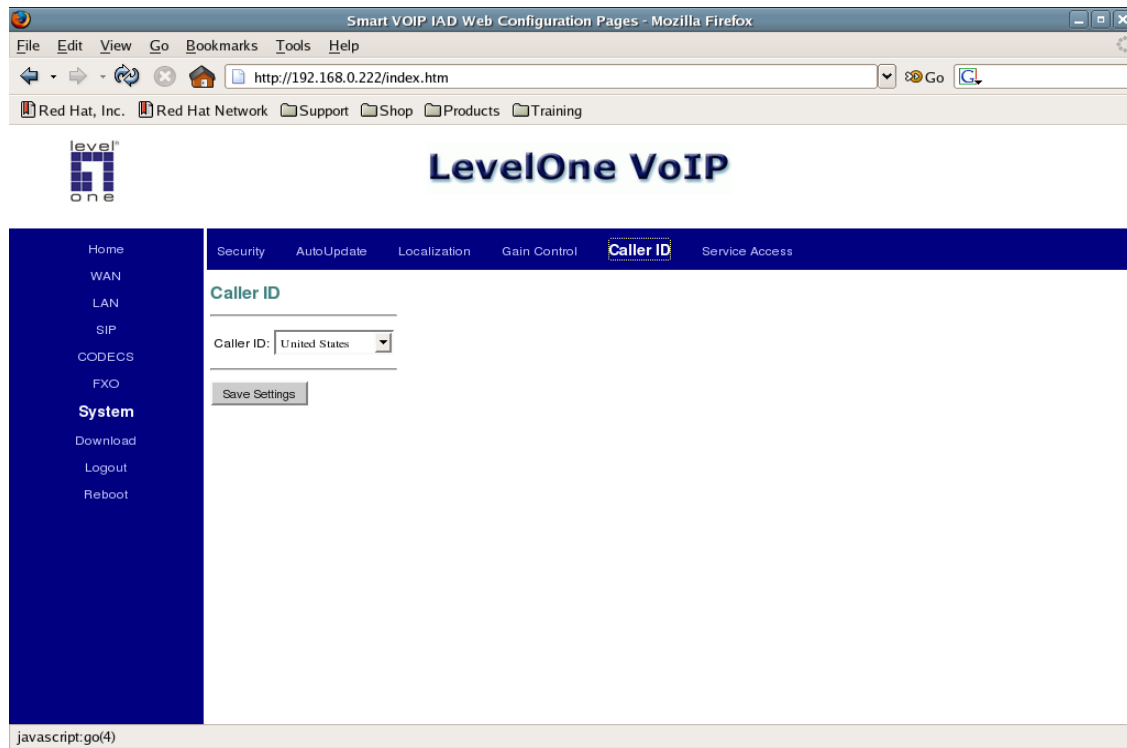 Smart VOIP IAD Web Configuration Pages - Mozilla Firefox
File Edit View Go Bookmarks Tools Help
http://192.168.0.222/index.htm Go G
Red Hat, Inc. Red Hat Network Support Shop Products Training
level
one
LevelOne VoIP
Home
WAN
LAN
SIP
CODECS
FXO
System
Download
Logout
Reboot
Security AutoUpdate Localization Gain Control Caller ID Service Access
Caller ID
Caller ID: United States
Save Settings
javascript:go(4)